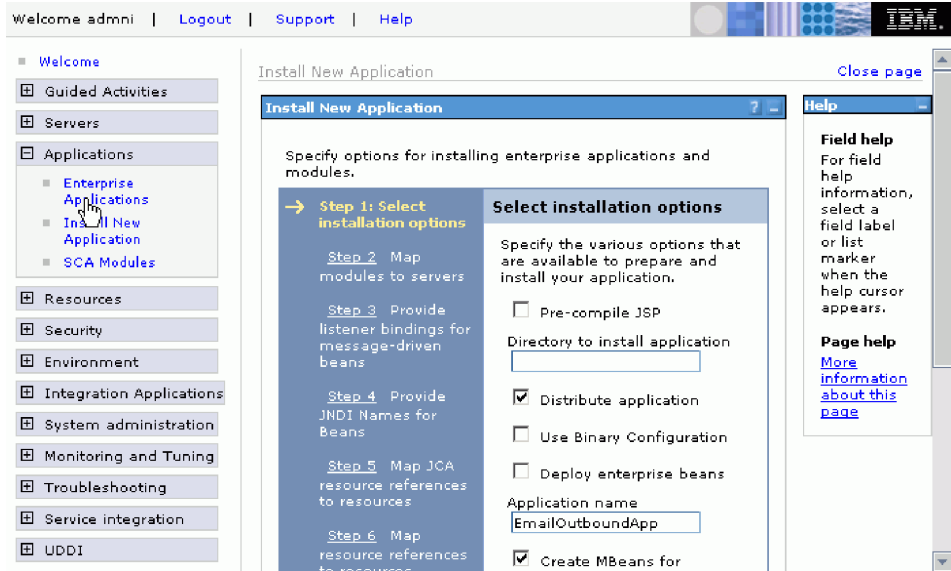 Welcome admni | Logout | Support | Help
IBM.
Welcome
Guided Activities
Servers
Applications
Enterprise
Applications
Install New
Application
SCA Modules
Resources
Security
Environment
Integration Applications
System administration
Monitoring and Tuning
Troubleshooting
Service integration
UDDI
Install New Application
Close page
Install New Application
? -
Specify options for installing enterprise applications and
modules.
Step 1: Select
installation options
Step 2 Map
modules to servers
Step 3 Provide
listener bindings for
message-driven
beans
Step 4 Provide
JNDI Names for
Beans
Step 5 Map JCA
resource references
to resources
Step 6 Map
resource references
to resources
Select installation options
Specify the various options that
are available to prepare and
install your application.
Pre-compile JSP
Directory to install application
Distribute application
Use Binary Configuration
Deploy enterprise beans
Application name
EmailOutboundApp
Create MBeans for
Help
Field help
For field
help
information,
select a
field label
or list
marker
when the
help cursor
appears.
Page help
More
information
about this
page